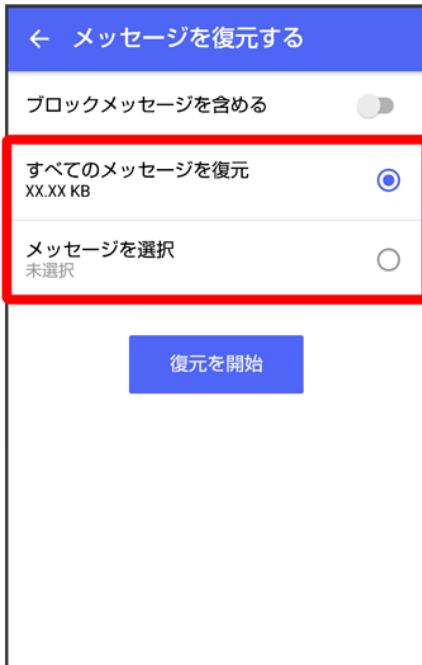 メッセージを復元する
ブロックメッセージを含める
すべてのメッセージを復元
XX.XX KB
メッセージを選択
未選択
復元を開始